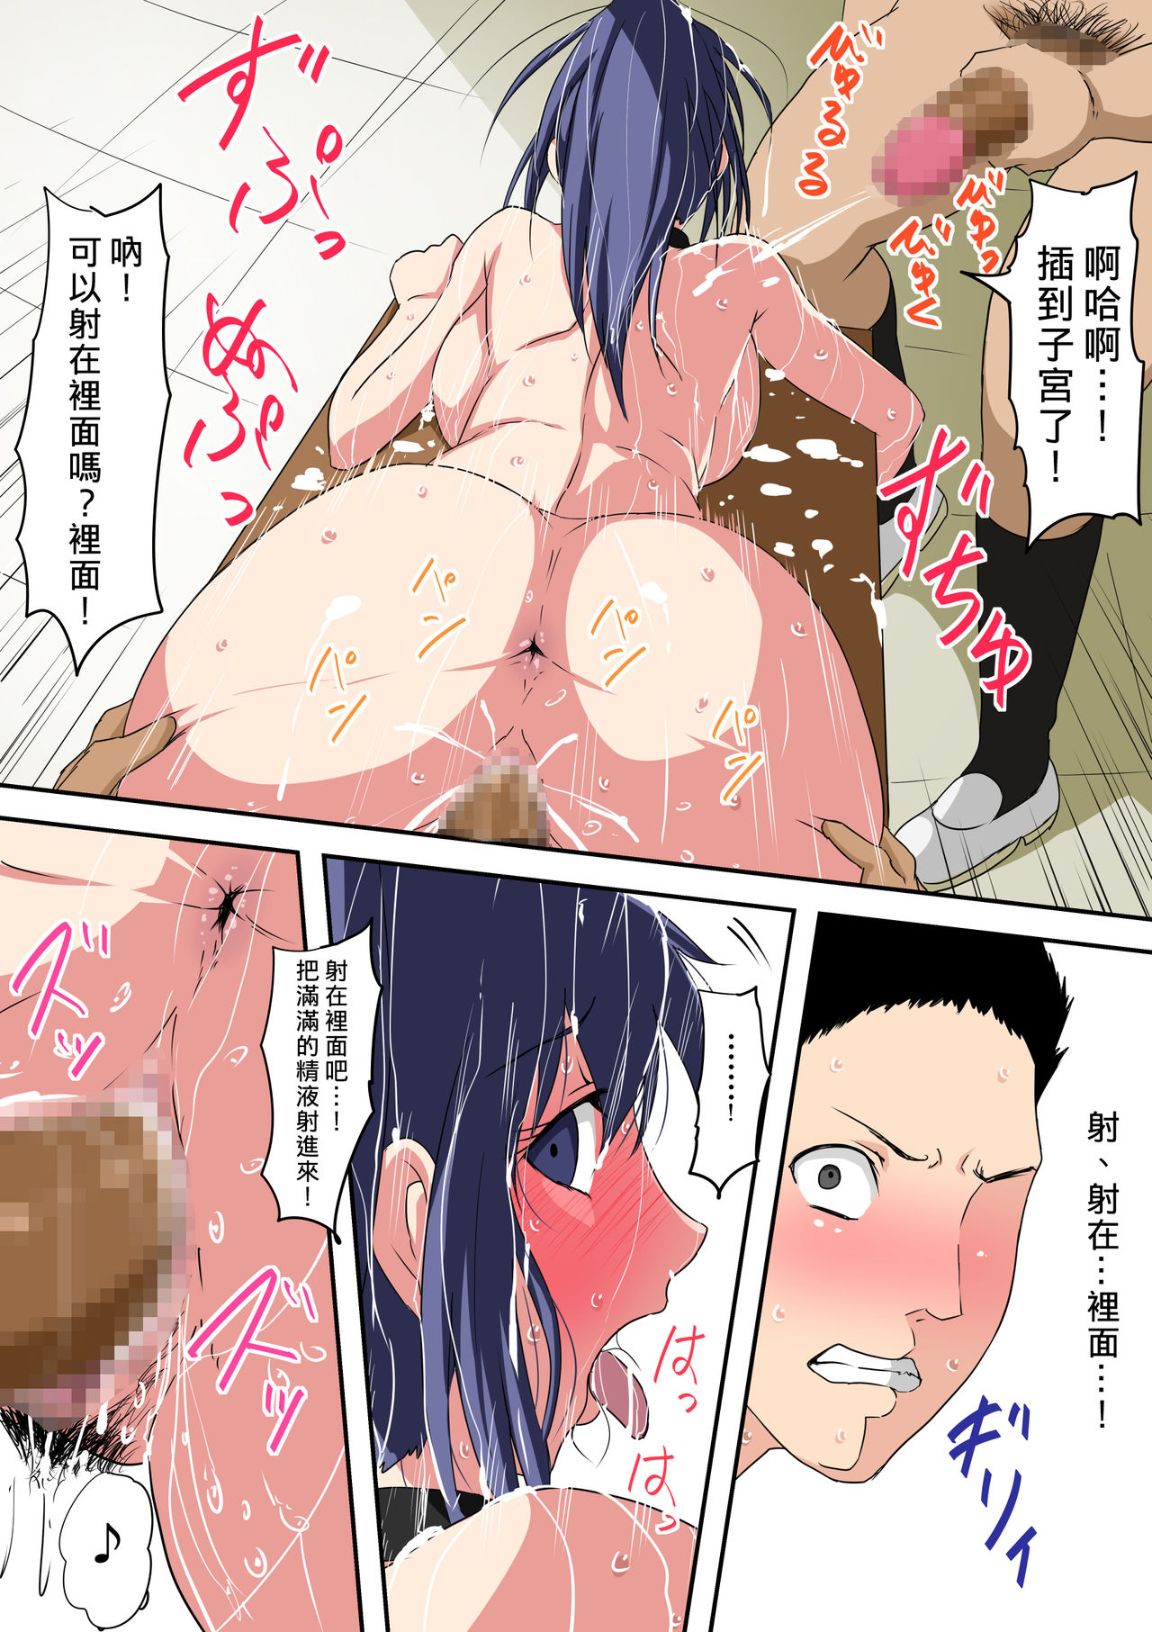 啊哈啊…！
插到子宮了！
吶！
可以射在裡面嗎？裡面！
びゅるるる
びゅっ
びゅく
ずぷっ
ぬぷぷっ
ずちゅ
パンパン
パンパン
射、射在…裡面…！
ギリィ
………！
射在裡面吧…！
把滿滿的精液射進來！
はっ
はっ
ズッ
ズッ
♪